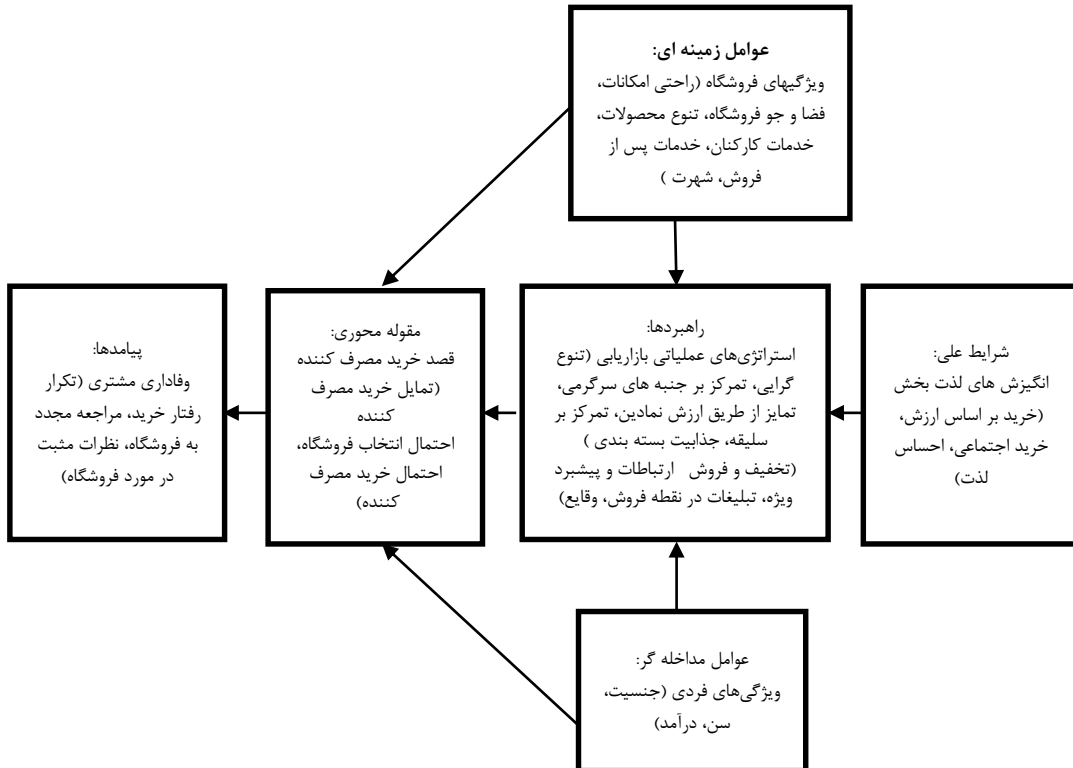 عوامل زمینه ای:
ویژگیهای فروشگاه (راحتی امکانات،
فضا و جو فروشگاه، تنوع محصولات،
خدمات کارکنان، خدمات پس از
فروش، شهرت )
شرایط علی:
انگیزش های لذت بخش
(خرید بر اساس ارزش،
خرید اجتماعی، احساس
لذت)
راهبردها:
استراتژی‌های عملیاتی بازاریابی (تنوع
گرایی، تمرکز بر جنبه های سرگرمی،
تمایز از طریق ارزش نمادین، تمرکز بر
سلیقه، جذابیت بسته بندی )
ارتباطات و پیشبرد (تخفیف و فروش
ویژه، تبلیغات در نقطه فروش، وقایع)
مقوله محوری:
قصد خرید مصرف کننده
(تمایل خرید مصرف
کننده
احتمال انتخاب فروشگاه،
احتمال خرید مصرف
کننده)
پیامدها:
وفاداری مشتری (تکرار
رفتار خرید، مراجعه مجدد
به فروشگاه، نظرات مثبت
در مورد فروشگاه)
عوامل مداخله گر:
ویژگی‌های فردی (جنسیت،
سن، درآمد)